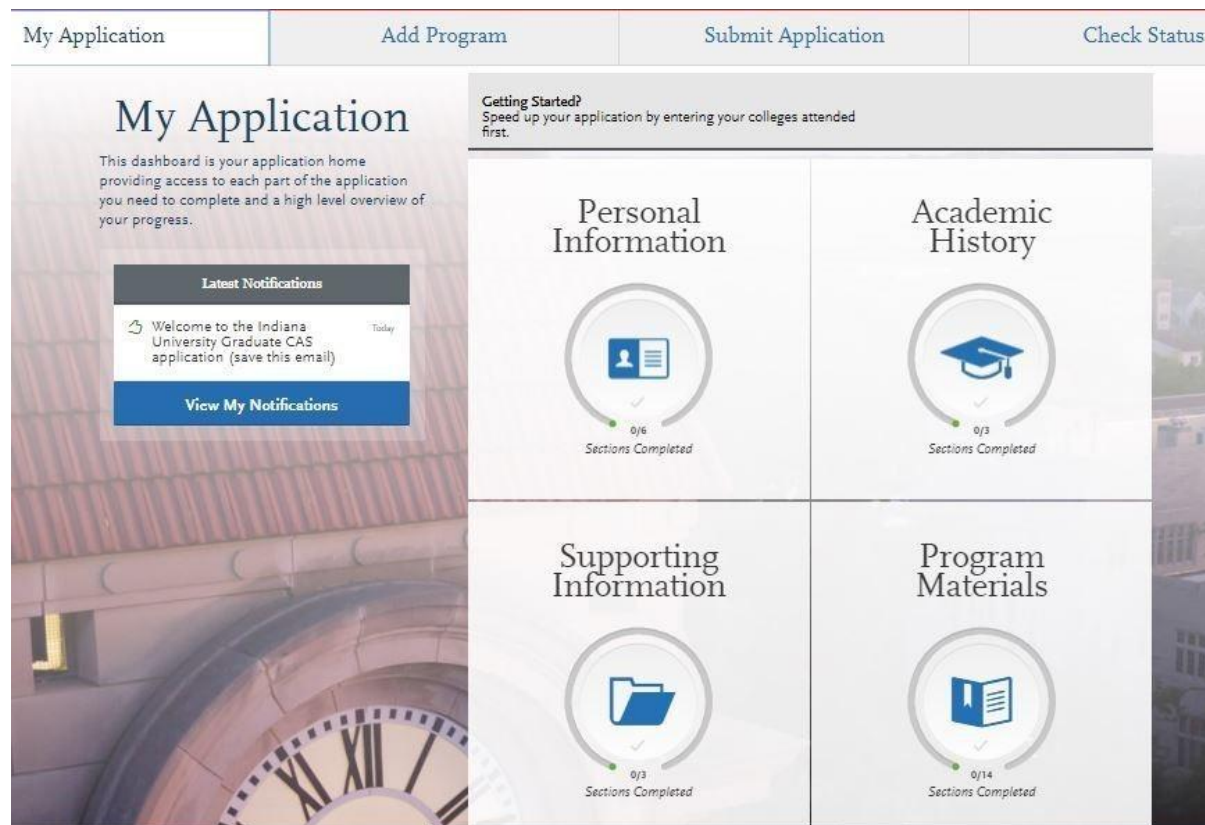 My Application
Add Program
Submit Application
Check Status
My Application
This dashboard is your application home
providing access to each part of the application
you need to complete and a high level overview of
your progress.
Latest Notifications
Welcome to the Indiana
University Graduate CAS
application (save this email)
Today
View My Notifications
Getting Started?
Speed up your application by entering your colleges attended
first.
Personal
Information
0/6
Sections Completed
Academic
History
0/3
Sections Completed
Supporting
Information
0/3
Sections Completed
Program
Materials
0/14
Sections Completed